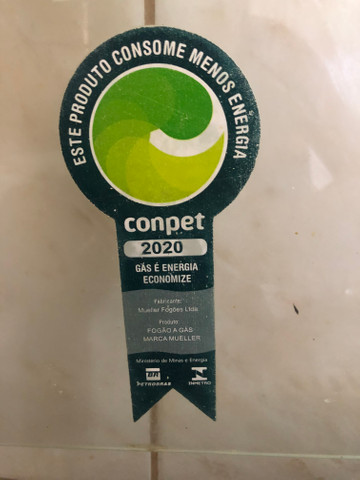 ESTE PRODUTO CONSOME MENOS ENERGIA
conpet
2020
GÁS É ENERGIA
ECONOMIZE
Fabricante:
Mueller Fogões Ltda
Produto:
FOGÃO A GÁS
MARCA MUELLER
Ministério de Minas e Energia
BR
PETROBRAS
INMETRO